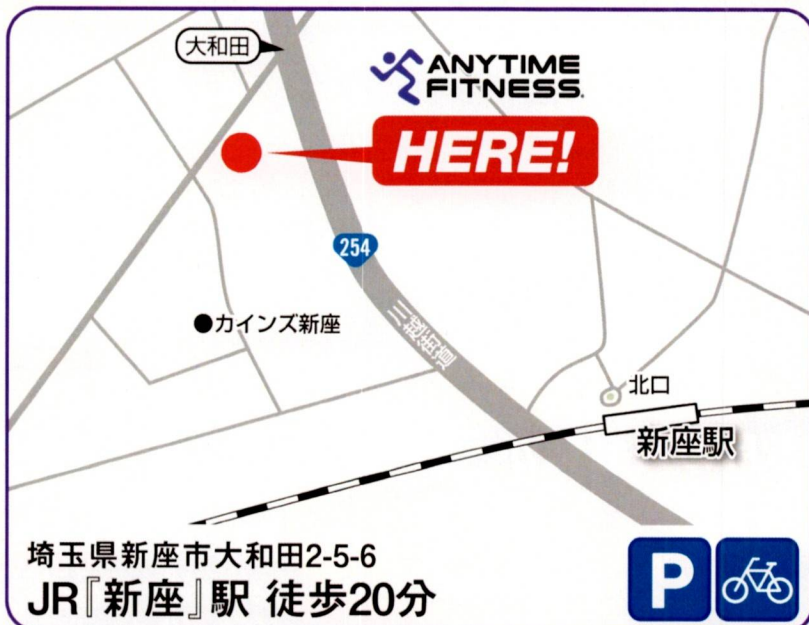 大和田
ANYTIME
FITNESS
HERE!
254
川越街道
カインズ新座
北口
新座駅
埼玉県新座市大和田2-5-6
JR『新座』駅 徒歩20分
P